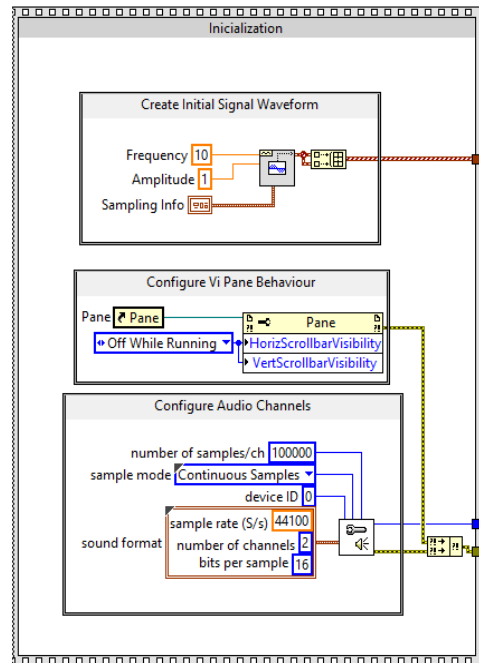 Inicialization
Create Initial Signal Waveform
Frequency 10
Amplitude 1
Sampling Info
Configure Vi Pane Behaviour
Pane Pane Pane
Off While Running HorizScrollbarVisibility
VertScrollbarVisibility
Configure Audio Channels
number of samples/ch 100000
sample mode Continuous Samples
device ID 0
sample rate (S/s) 44100
sound format number of channels 2
bits per sample 16